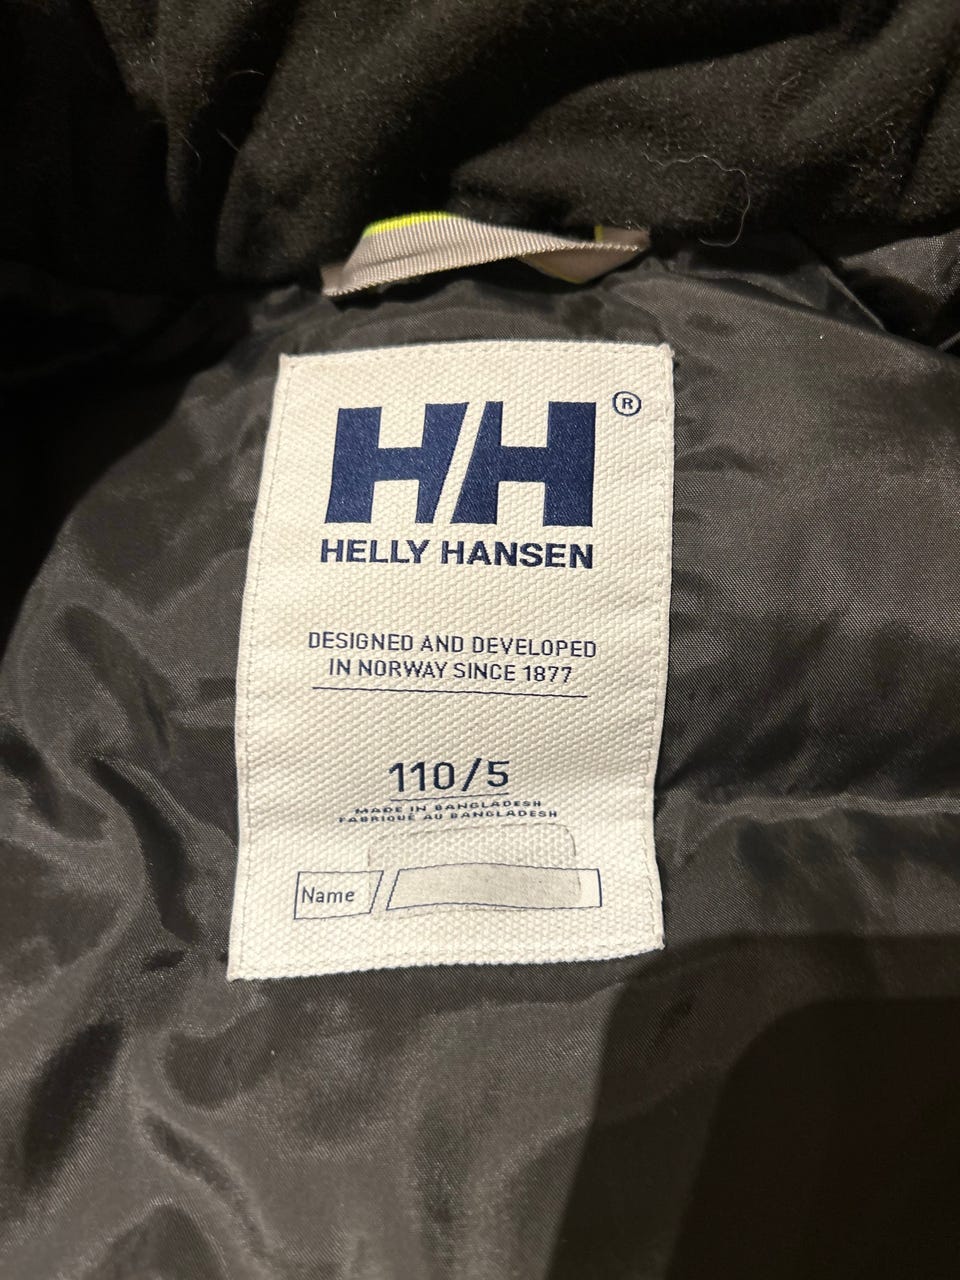 HH ®
HELLY HANSEN
DESIGNED AND DEVELOPED
IN NORWAY SINCE 1877
110/5
MADE IN BANGLADESH
FABRIQUÉ AU BANGLADESH
Name